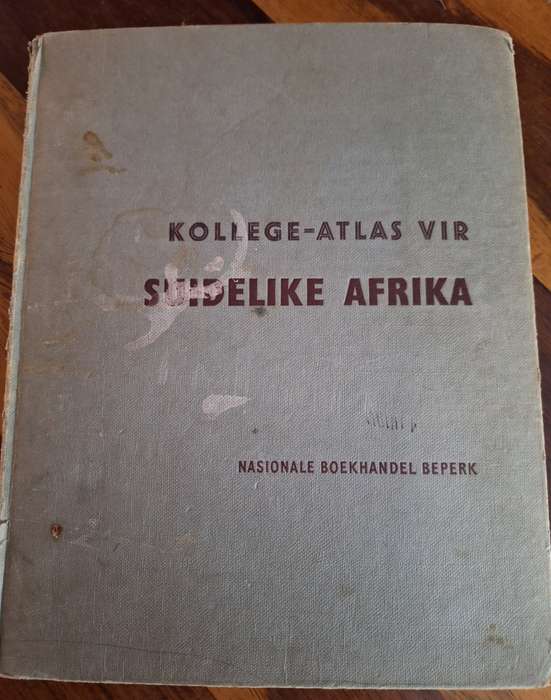 KOLLEGE-ATLAS VIR
SUIDELIKE AFRIKA
NASIONALE BOEKHANDEL BEPERK